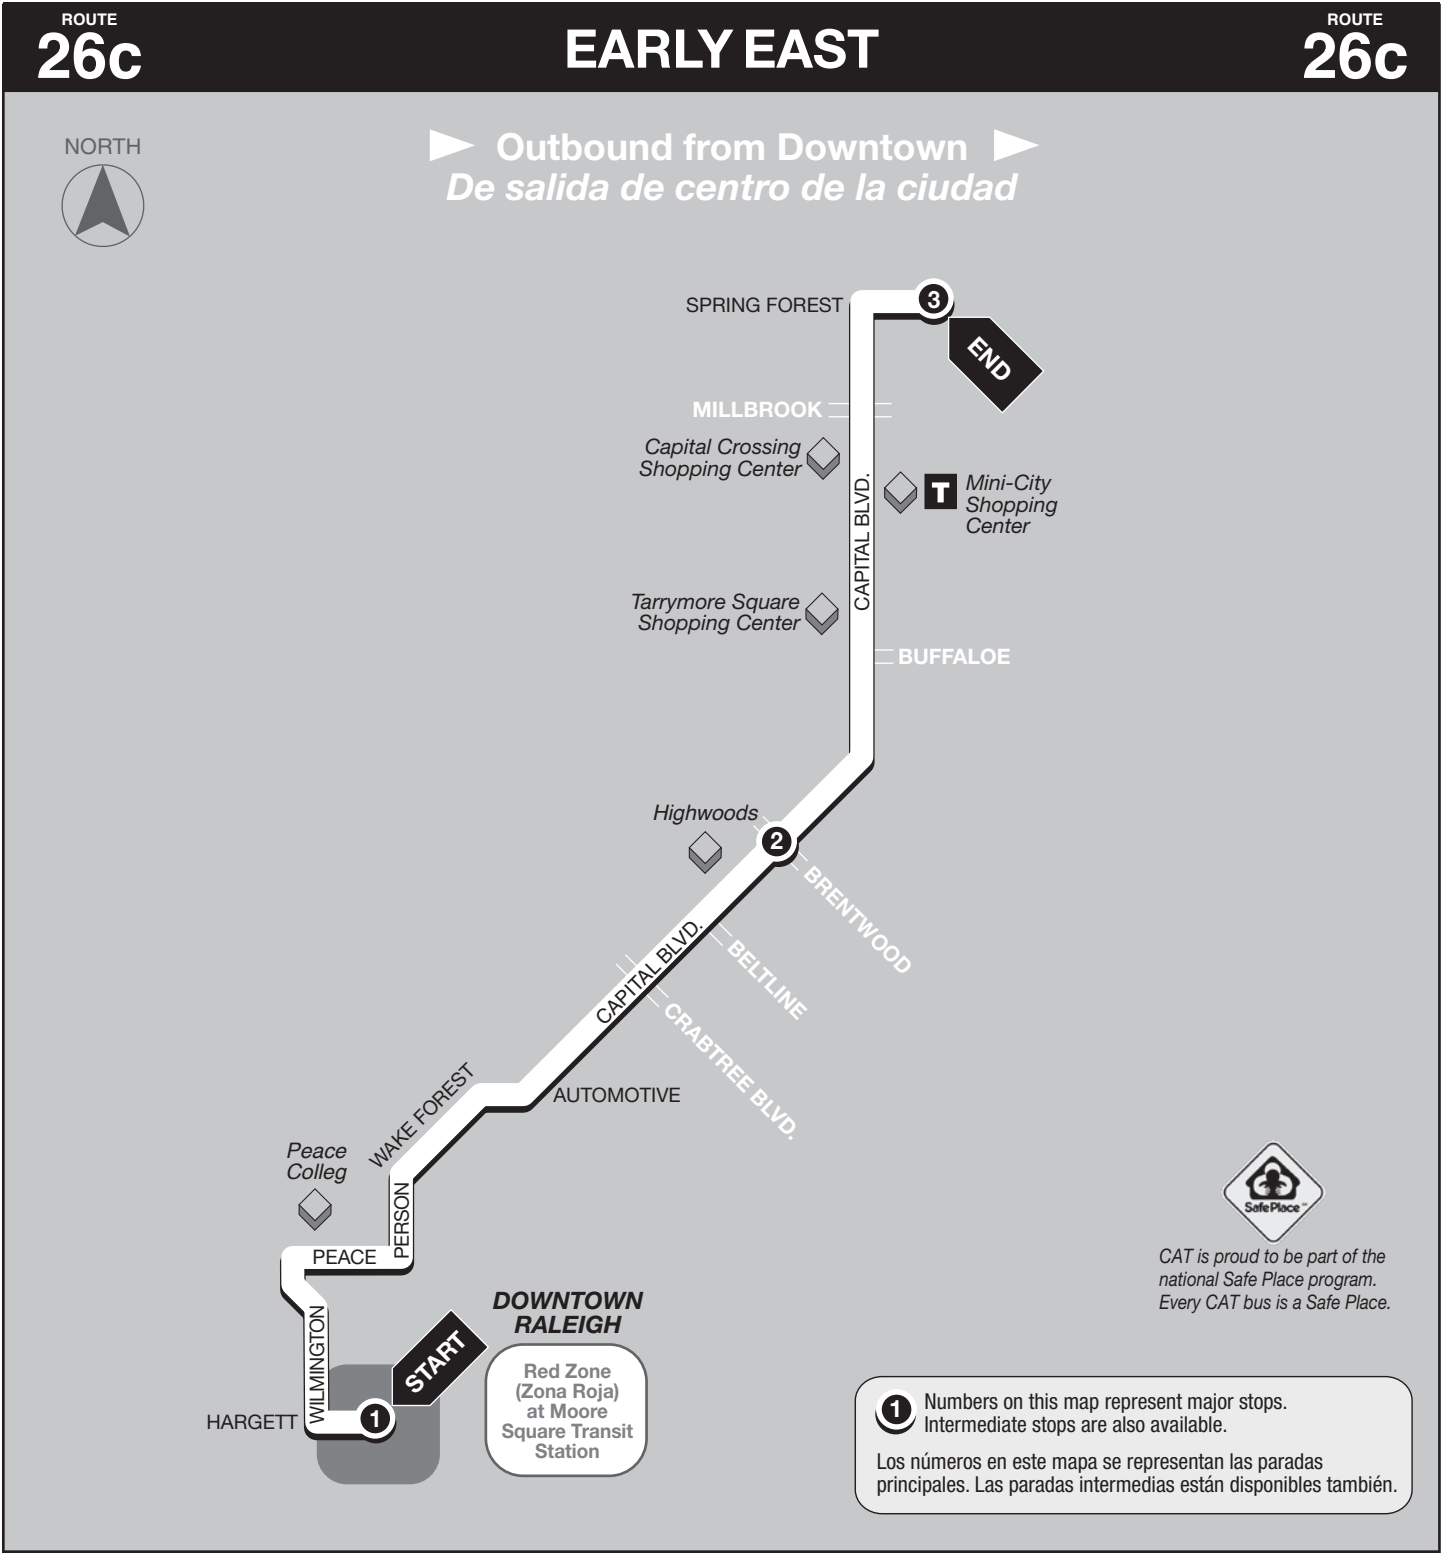 ROUTE
26c
EARLY EAST
ROUTE
26c
NORTH
Outbound from Downtown
De salida de centro de la ciudad
SPRING FOREST
3
END
MILLBROOK
Capital Crossing
Shopping Center
CAPITAL BLVD.
T
Mini-City
Shopping
Center
Tarrymore Square
Shopping Center
BUFFALOE
Highwoods
2
BRENTWOOD
CAPITAL BLVD.
BELTLINE
CRABTREE BLVD.
WAKE FOREST
AUTOMOTIVE
Peace
Colleg
PERSON
PEACE
SafePlace
CAT is proud to be part of the
national Safe Place program.
Every CAT bus is a Safe Place.
WILMINGTON
DOWNTOWN
RALEIGH
START
Red Zone
(Zona Roja)
at Moore
Square Transit
Station
HARGETT
1
1
Numbers on this map represent major stops.
Intermediate stops are also available.
Los números en este mapa se representan las paradas
principales. Las paradas intermedias están disponibles también.